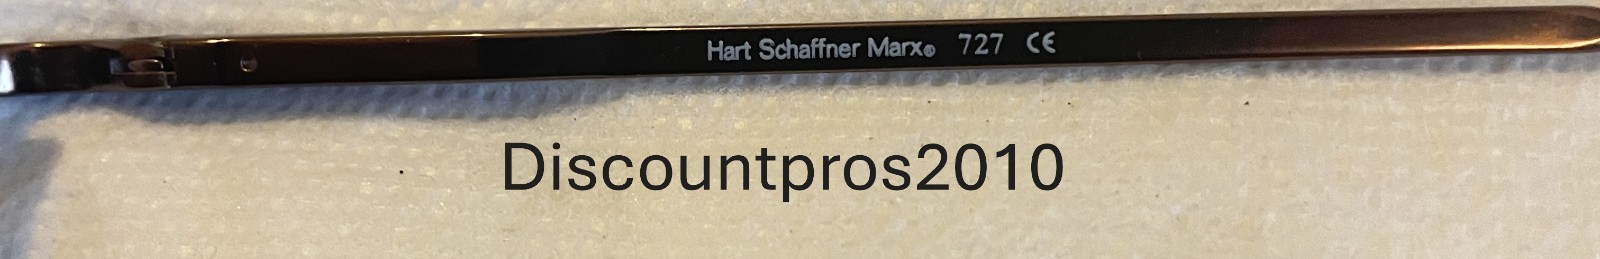 Hart Schaffner Marx® 727 CE
Discountpros2010